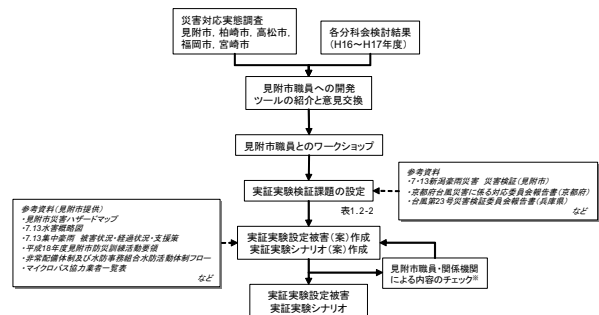 災害対応実態調査
見附市，柏崎市，高松市，
福岡市，宮崎市
各分科会検討結果
（H16～H17年度）
見附市職員への開発
ツールの紹介と意見交換
見附市職員とのワークショップ
実証実験検証課題の設定
参考資料
・7・13新潟豪雨災害　災害検証（見附市）
・京都府台風災害に係る対応委員会報告書（京都府）
・台風第23号災害検証委員会報告書（兵庫県）
など
表1.2-2
参考資料（見附市提供）
・見附市災害ハザードマップ
・7.13水害概略図
・7.13集中豪雨　被害状況・経過状況・支援策
・平成18年度見附市防災訓練活動要領
・非常配備体制及び水防事務組合水防活動体制フロー
・マイクロバス協力業者一覧表
など
実証実験設定被害（案）作成
実証実験シナリオ（案）作成
見附市職員・関係機関
による内容のチェック※
実証実験設定被害
実証実験シナリオ